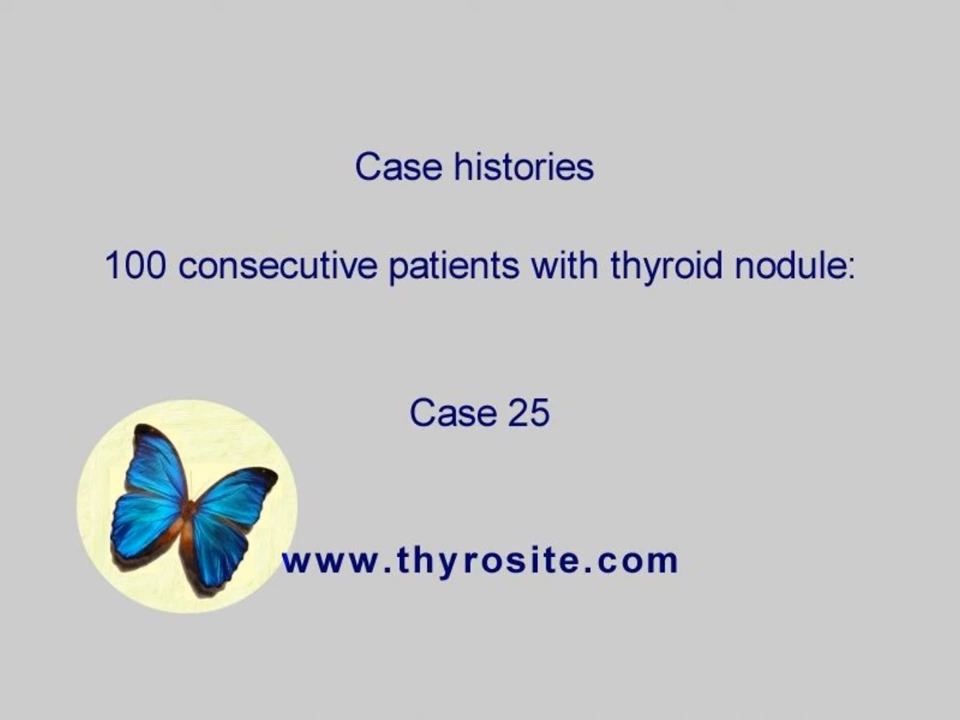 Case histories
100 consecutive patients with thyroid nodule:
Case 25
www.thyrosite.com